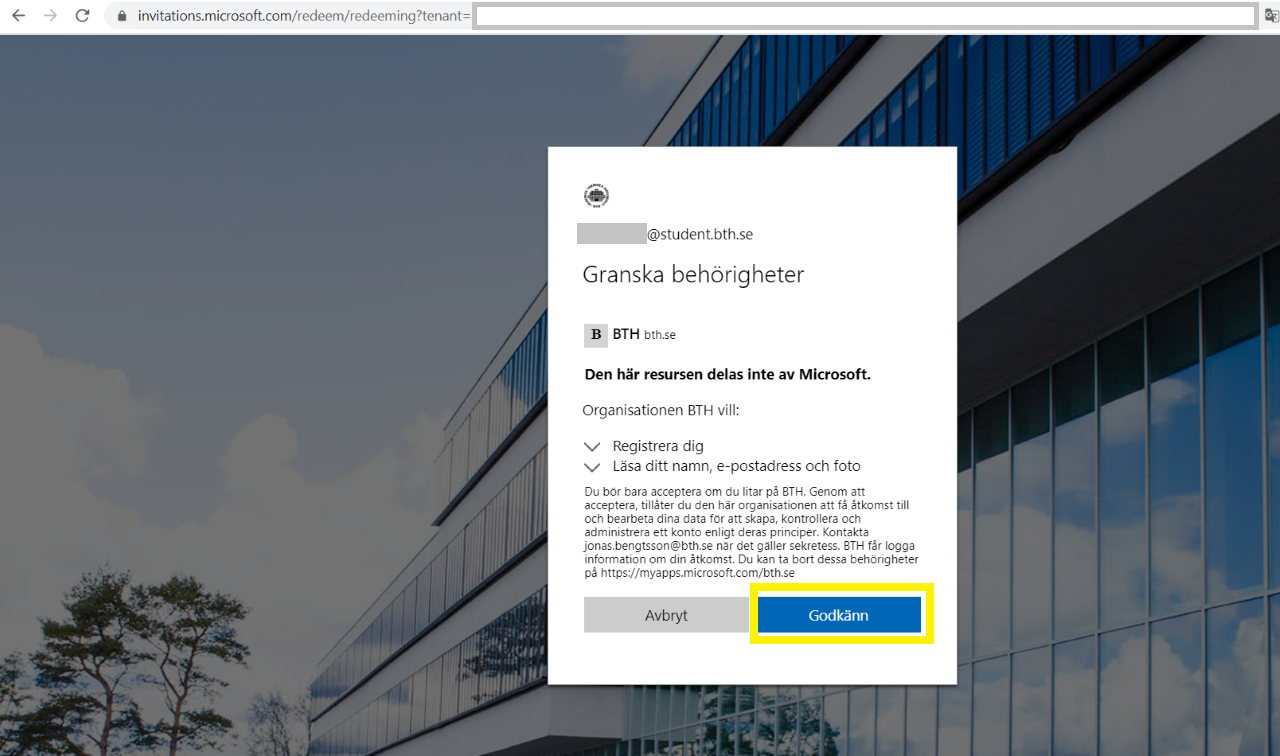 invitations.microsoft.com/redeem/redeeming?tenant=
@student.bth.se
Granska behörigheter
B BTH bth.se
Den här resursen delas inte av Microsoft.
Organisationen BTH vill:
Registrera dig
Läsa ditt namn, e-postadress och foto
Du bör bara acceptera om du litar på BTH. Genom att
acceptera, tillåter du den här organisationen att få åtkomst till
och bearbeta dina data för att skapa, kontrollera och
administrera ett konto enligt deras principer. Kontakta
jonas.bengtsson@bth.se när det gäller sekretess. BTH får logga
information om din åtkomst. Du kan ta bort dessa behörigheter
på https://myapps.microsoft.com/bth.se
Avbryt Godkänn